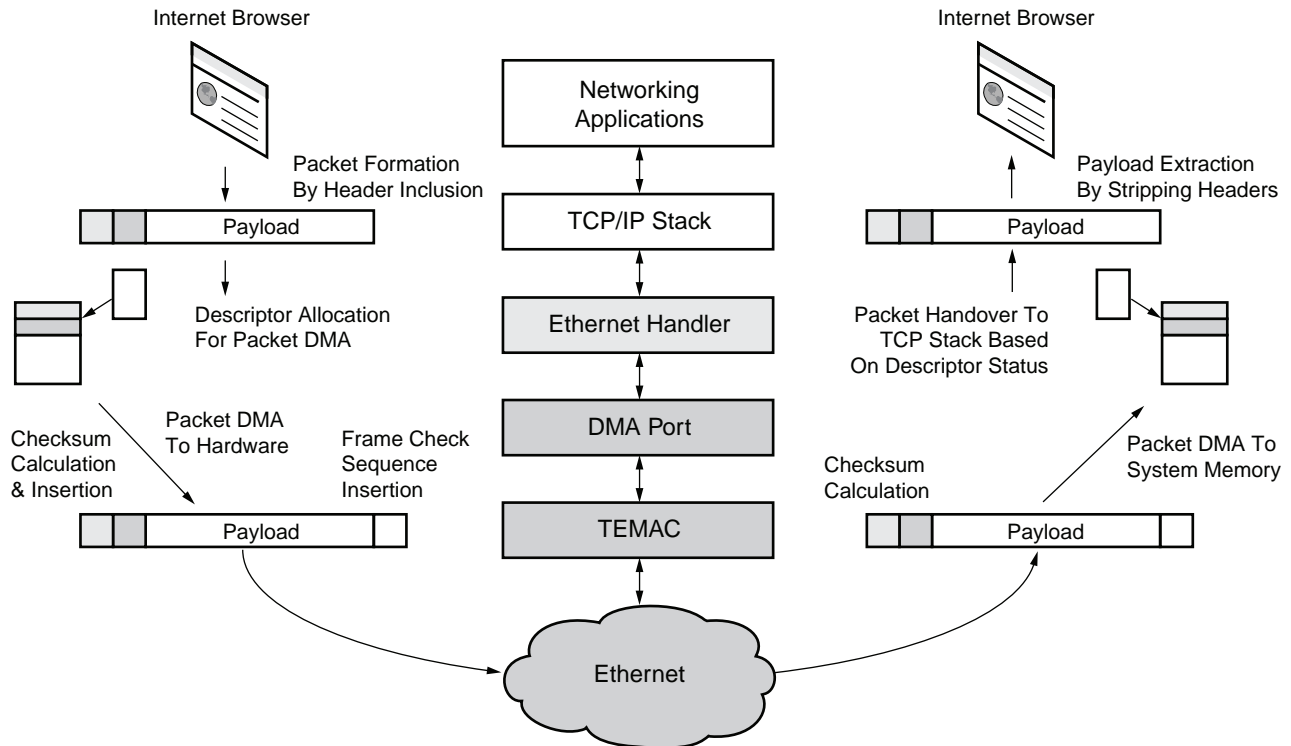 Internet Browser
Packet Formation
By Header Inclusion
Payload
Descriptor Allocation
For Packet DMA
Packet DMA
To Hardware
Checksum
Calculation
& Insertion
Frame Check
Sequence
Insertion
Payload
Networking
Applications
TCP/IP Stack
Ethernet Handler
DMA Port
TEMAC
Ethernet
Internet Browser
Payload Extraction
By Stripping Headers
Payload
Packet Handover To
TCP Stack Based
On Descriptor Status
Packet DMA To
System Memory
Checksum
Calculation
Payload